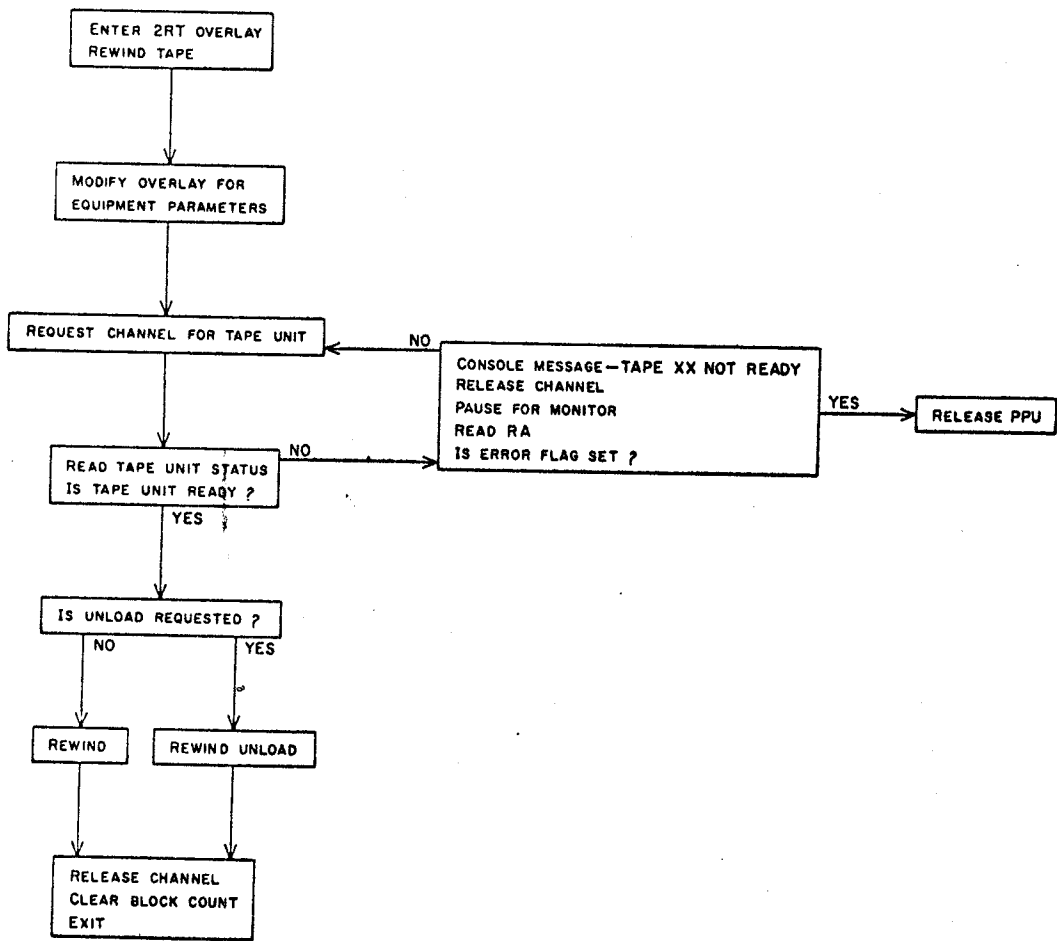 ENTER 2RT OVERLAY
REWIND TAPE
MODIFY OVERLAY FOR
EQUIPMENT PARAMETERS
REQUEST CHANNEL FOR TAPE UNIT
NO
CONSOLE MESSAGE—TAPE XX NOT READY
RELEASE CHANNEL
PAUSE FOR MONITOR
READ RA
IS ERROR FLAG SET ?
YES
RELEASE PPU
READ TAPE UNIT STATUS
IS TAPE UNIT READY ?
NO
YES
IS UNLOAD REQUESTED ?
NO
YES
REWIND
REWIND UNLOAD
RELEASE CHANNEL
CLEAR BLOCK COUNT
EXIT